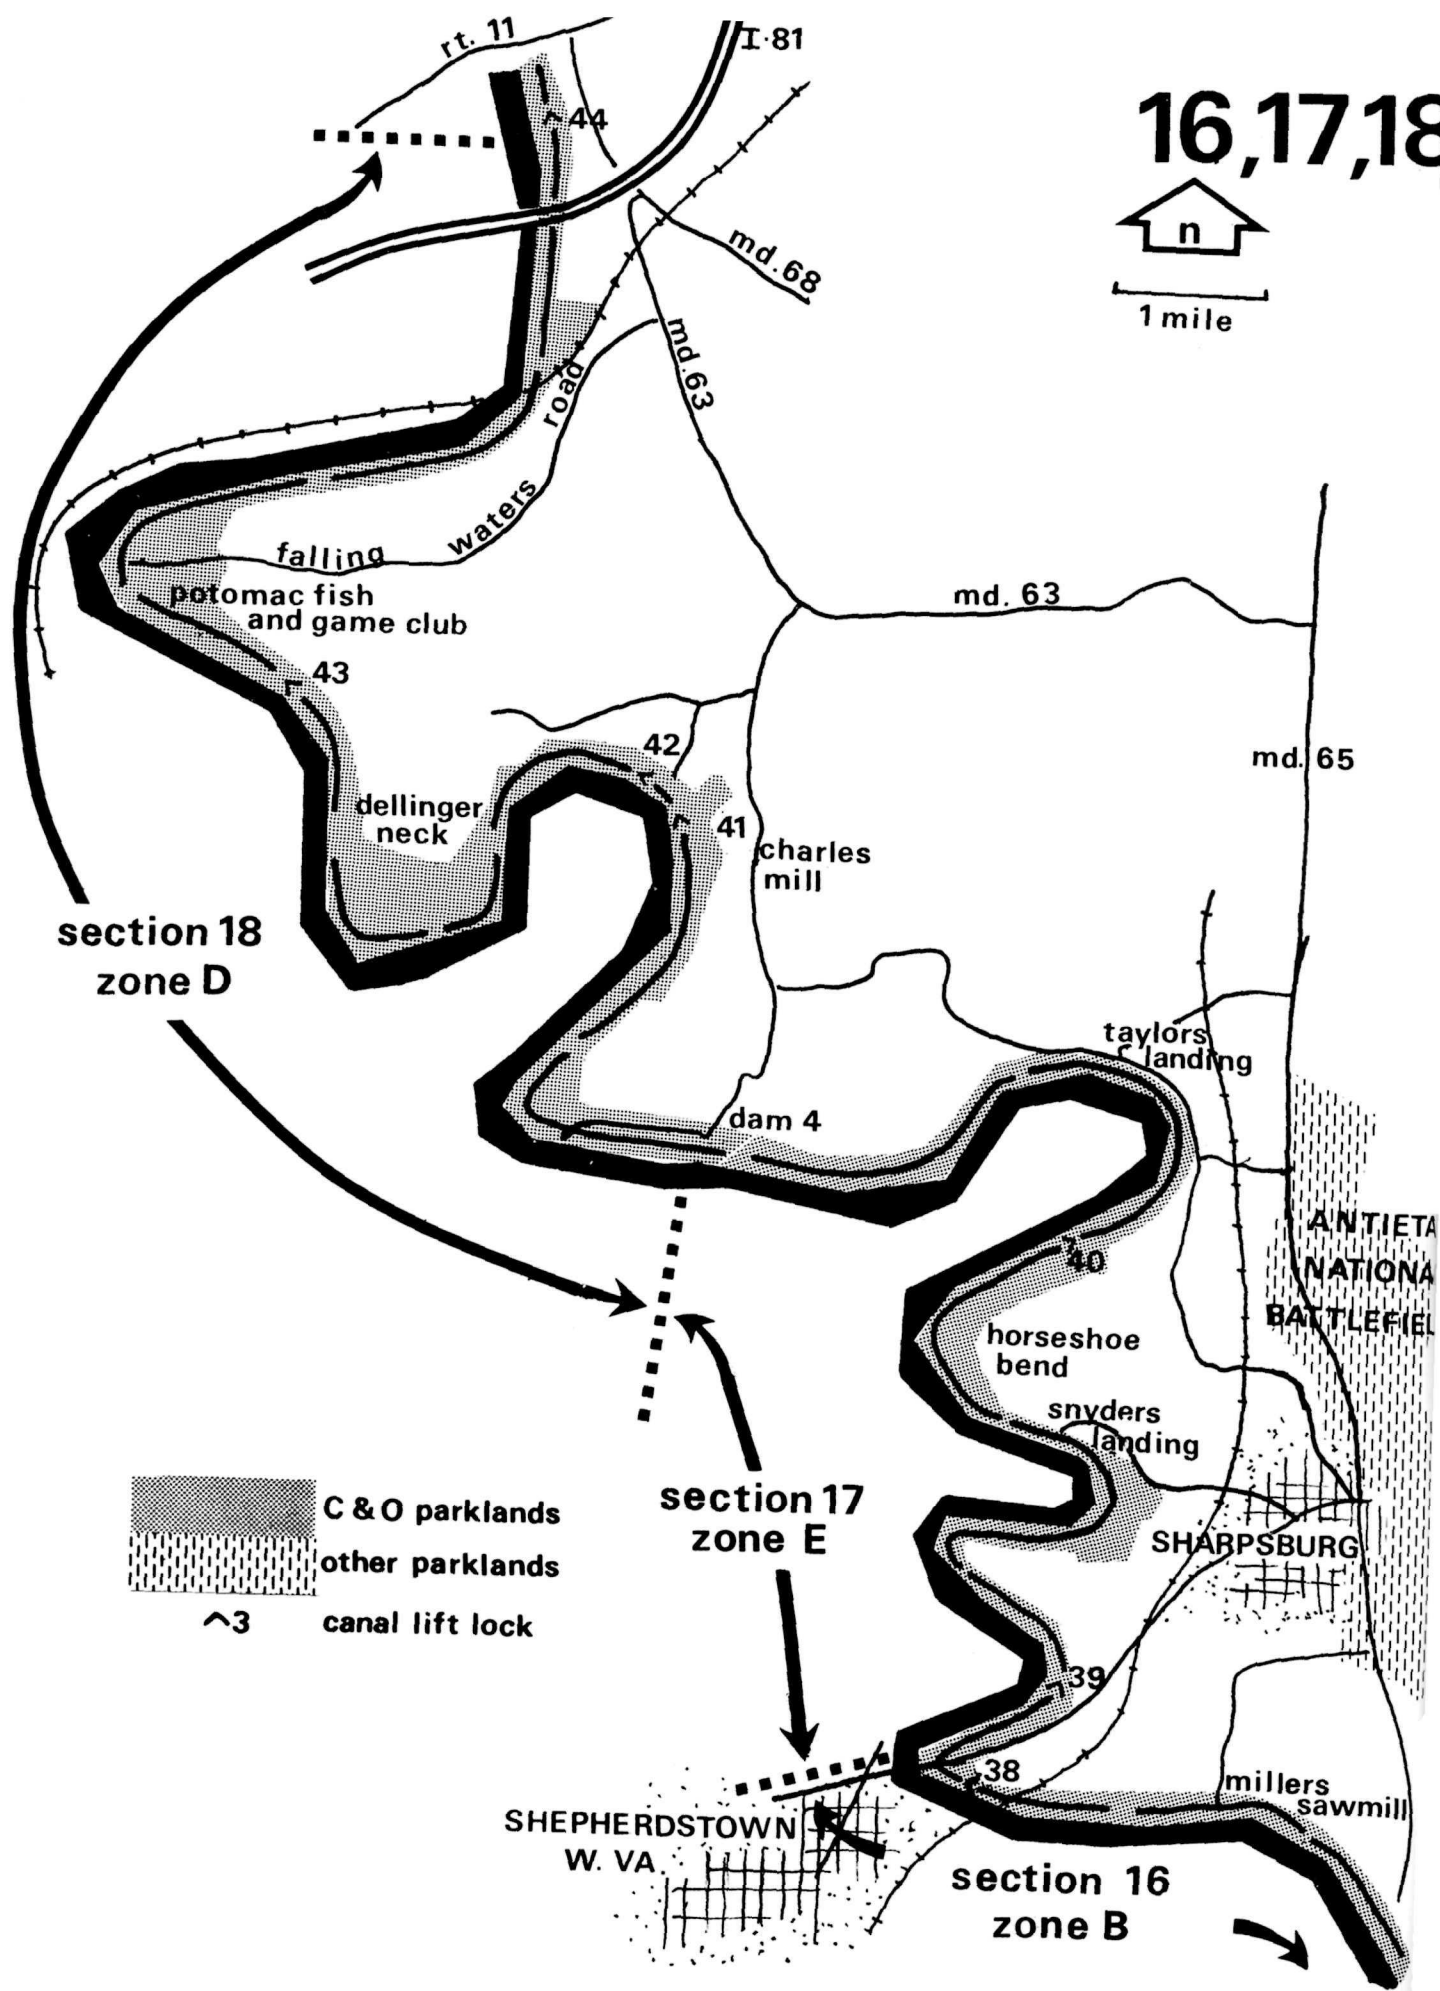 rt. 11
I-81
16,17,18
44
n
md.68
1 mile
md.63
road
waters
falling
md. 63
potomac fish
and game club
43
42
md. 65
dellinger
neck
41
charles
mill
section 18
zone D
taylors
landing
dam 4
ANTIETA
NATIONA
BATTLEFIEL
40
horseshoe
bend
snyders
landing
section 17
zone E
C & O parklands
other parklands
^3 canal lift lock
SHARPSBURG
39
38
millers
sawmill
SHEPHERDSTOWN
W. VA.
section 16
zone B